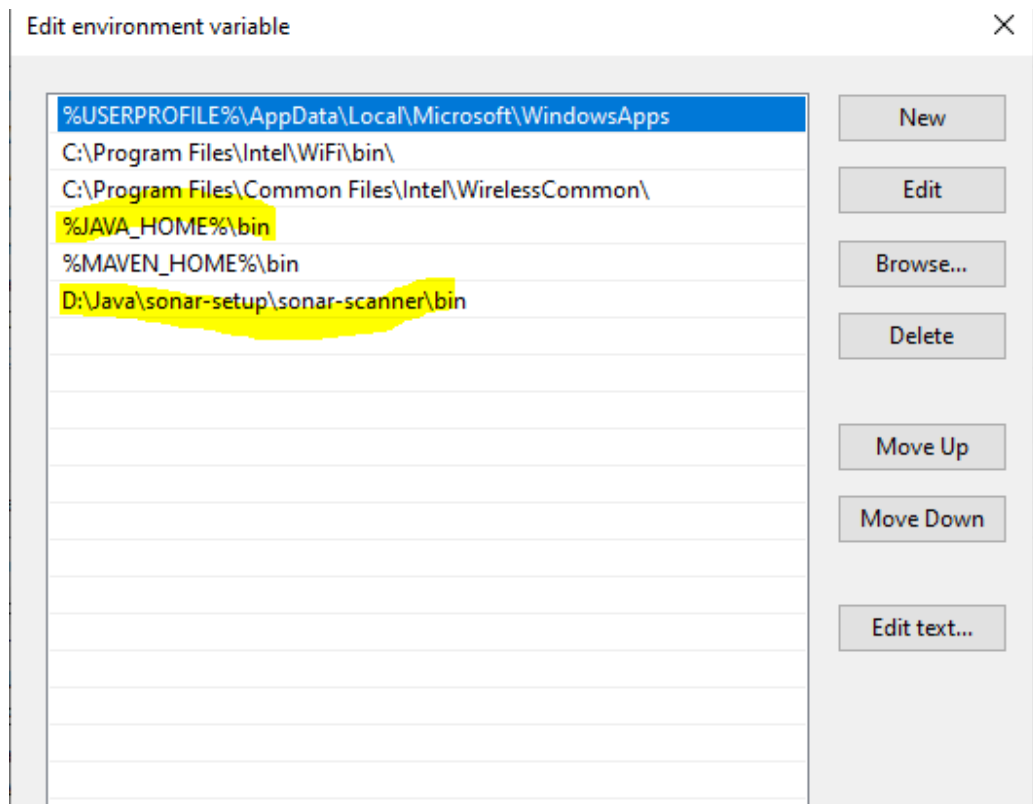 Edit environment variable
%USERPROFILE%\AppData\Local\Microsoft\WindowsApps
C:\Program Files\Intel\WiFi\bin\
C:\Program Files\Common Files\Intel\WirelessCommon\
%JAVA_HOME%\bin
%MAVEN_HOME%\bin
D:\Java\sonar-setup\sonar-scanner\bin
New
Edit
Browse...
Delete
Move Up
Move Down
Edit text...